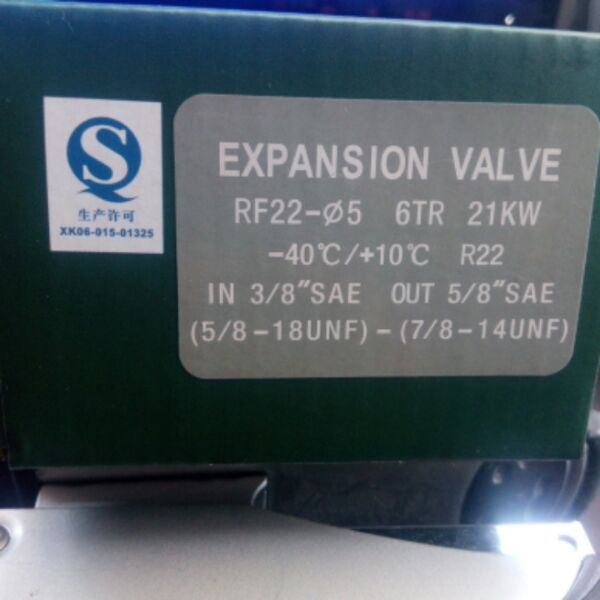 生产许可
XK06-015-01325
EXPANSION VALVE
RF22-Ø5 6TR 21KW
-40℃/+10℃ R22
IN 3/8″SAE OUT 5/8″SAE
(5/8-18UNF)-(7/8-14UNF)